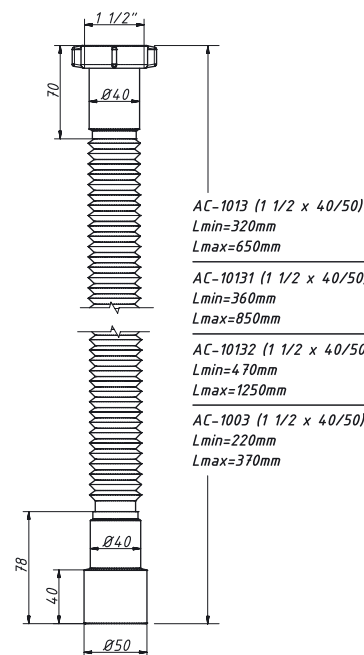 1 1/2"
70
Ø40
AC-1013 (1 1/2 x 40/50)
Lmin=320mm
Lmax=650mm
AC-10131 (1 1/2 x 40/50
Lmin=360mm
Lmax=850mm
AC-10132 (1 1/2 x 40/50
Lmin=470mm
Lmax=1250mm
AC-1003 (1 1/2 x 40/50)
Lmin=220mm
Lmax=370mm
78
Ø40
40
Ø50